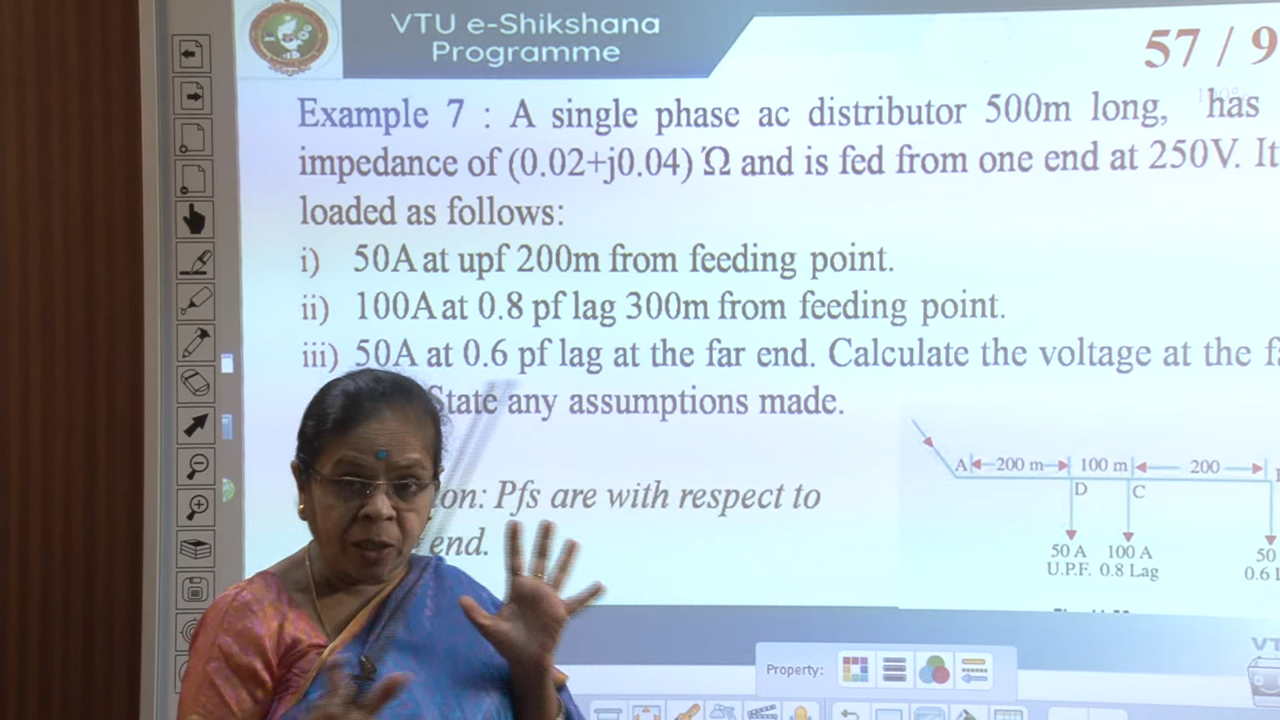 VTU e-Shikshana
Programme
57 / 9
Example 7 : A single phase ac distributor 500m long, has
impedance of (0.02+j0.04) Ώ and is fed from one end at 250V. It
loaded as follows:
i) 50A at upf 200m from feeding point.
ii) 100A at 0.8 pf lag 300m from feeding point.
iii) 50A at 0.6 pf lag at the far end. Calculate the voltage at the
State any assumptions made.
on: Pfs are with respect to
end.
A 200 m 100 m 200
D C
50 A 100 A 50
U.P.F. 0.8 Lag 0.6
Property:
VT